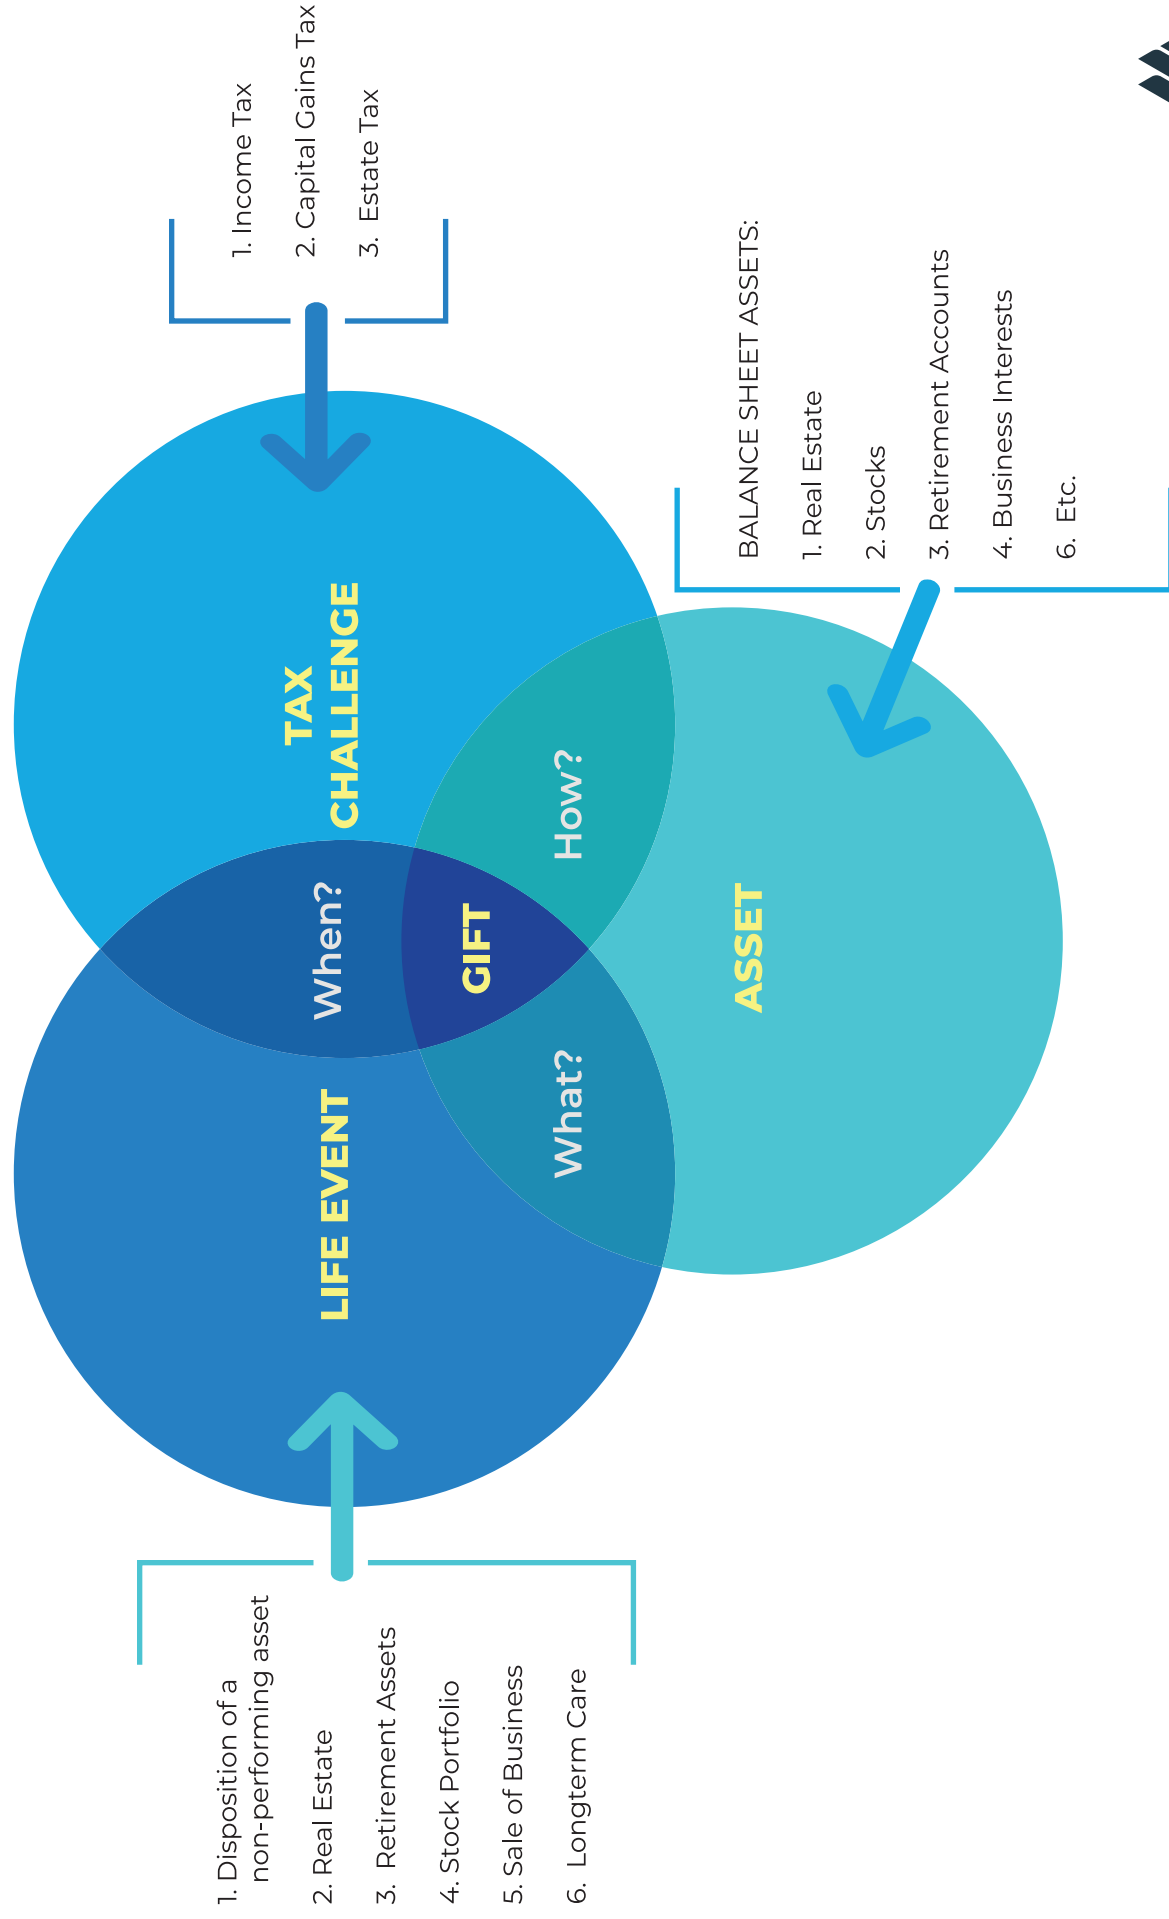 1. Disposition of a
non-performing asset
2. Real Estate
3. Retirement Assets
4. Stock Portfolio
5. Sale of Business
6. Longterm Care
LIFE EVENT
When?
TAX
CHALLENGE
1. Income Tax
2. Capital Gains Tax
3. Estate Tax
GIFT
What?
How?
ASSET
BALANCE SHEET ASSETS:
1. Real Estate
2. Stocks
3. Retirement Accounts
4. Business Interests
6. Etc.